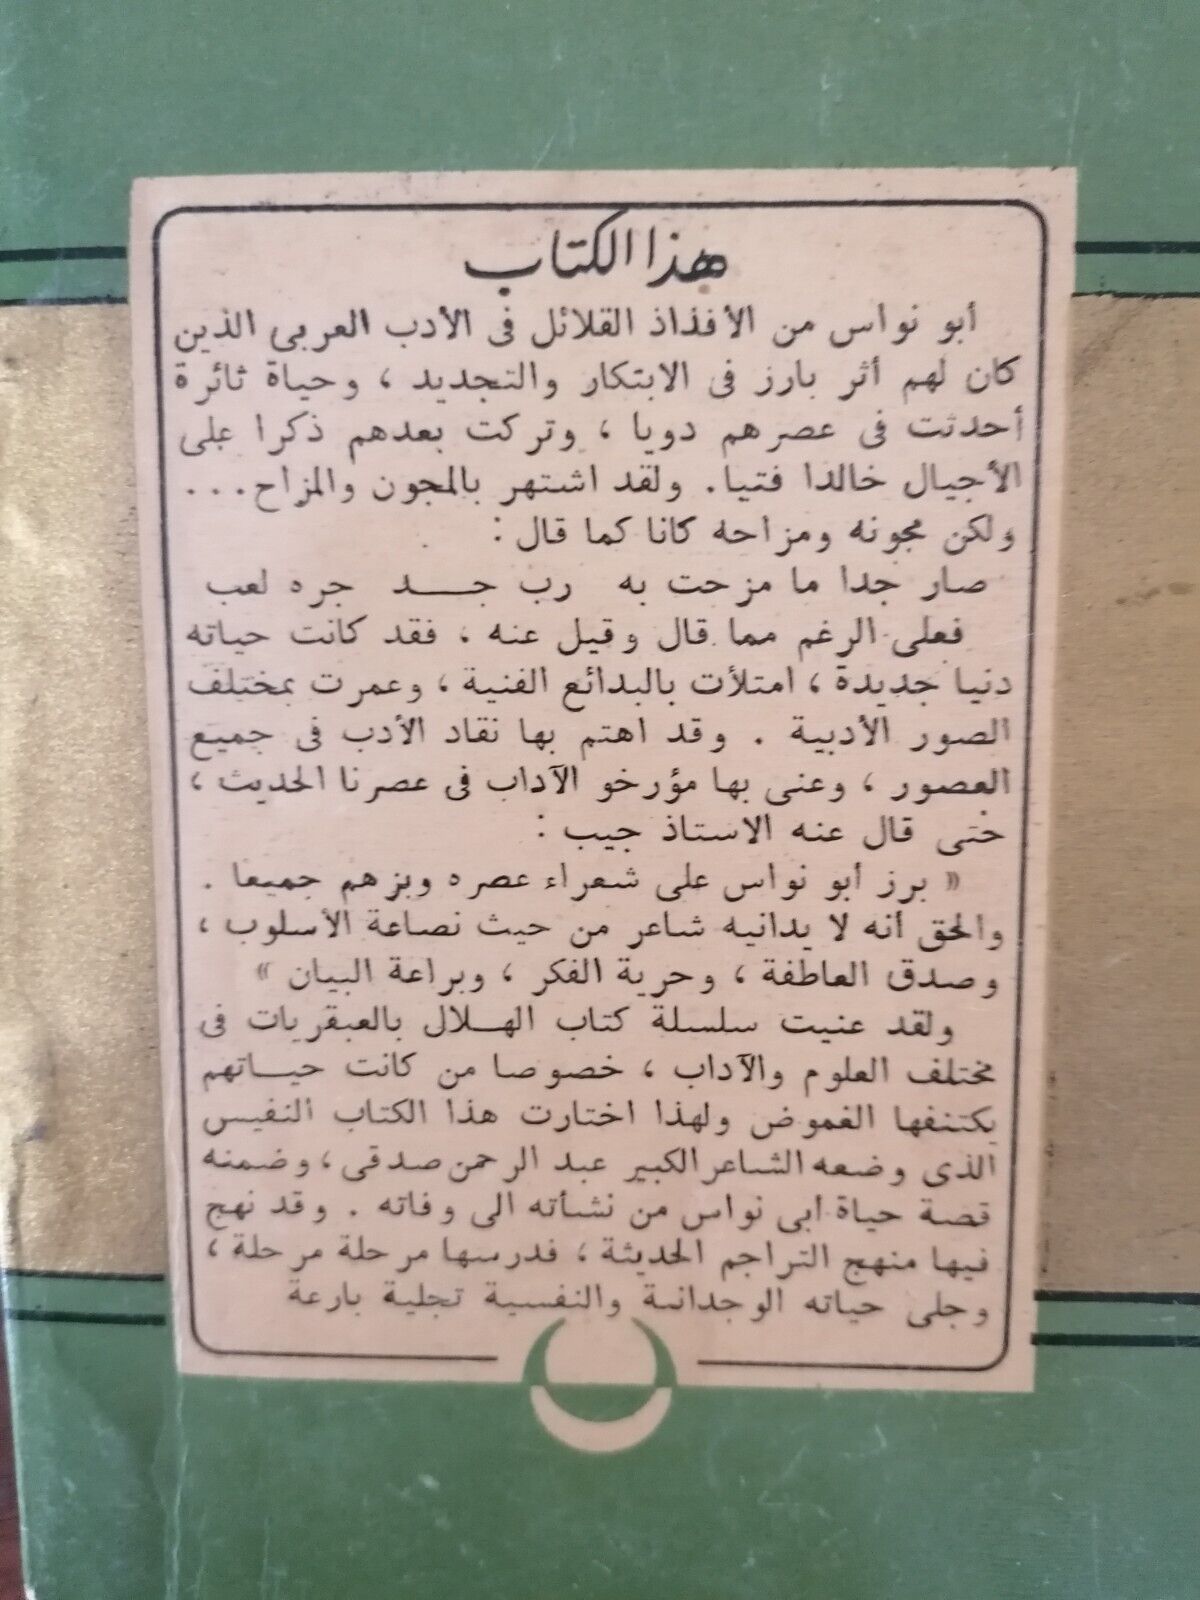 هذا الكتاب
أبو نواس من الأفذاذ القلائل فى الأدب العربى الذين
كان لهم أثر بارز فى الابتكار والتجديد ، وحياة ثائرة
أحدثت فى عصرهم دويا ، وتركت بعدهم ذكرا على
الأجيال خالدا فتيا. ولقد اشتهر بالمجون والمزاح...
ولكن مجونه ومزاحه كانا كما قال :
صار جدا ما مزحت به رب جــد جره لعب
فعلى الرغم مما قال وقيل عنه ، فقد كانت حياته
دنيا جديدة ، امتلأت بالبدائع الفنية ، وعمرت بمختلف
الصور الأدبية . وقد اهتم بها نقاد الأدب فى جميع
العصور ، وعنى بها مؤرخو الآداب فى عصرنا الحديث ،
حتى قال عنه الاستاذ جيب :
« برز أبو نواس على شعراء عصره وبزهم جميعا .
والحق أنه لا يدانيه شاعر من حيث نصاعة الأسلوب ،
وصدق العاطفة ، وحرية الفكر ، وبراعة البيان »
ولقد عنيت سلسلة كتاب الهــلال بالعبقريات فى
مختلف العلوم والآداب ، خصوصا من كانت حيــاتهم
يكتنفها الغموض ولهذا اختارت هذا الكتاب النفيس
الذى وضعه الشاعر الكبير عبد الرحمن صدقى ، وضمنه
قصة حياة أبى نواس من نشأته الى وفاته . وقد نهج
فيها منهج التراجم الحديثة ، فدرسها مرحلة مرحلة ،
وجلى حياته الوجدانية والنفسية تجلية بارعة